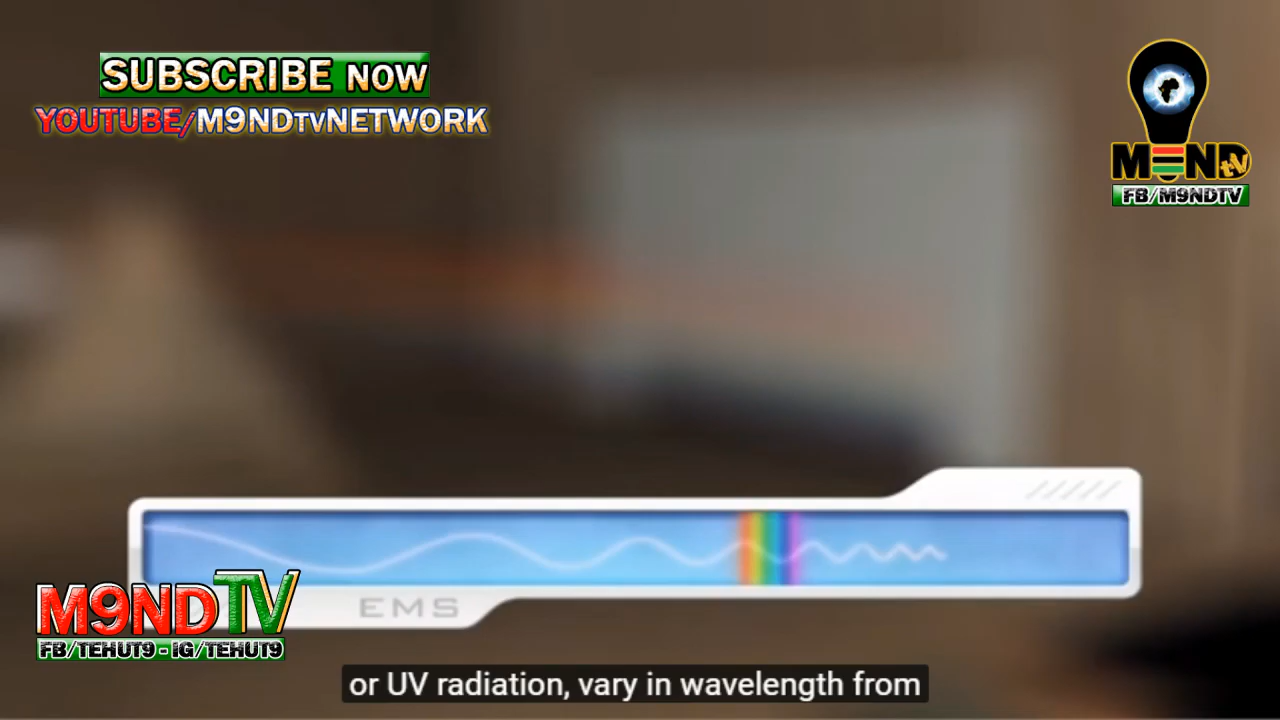 SUBSCRIBE NOW
YOUTUBE/M9NDTVNETWORK
M9ND TV
FB/M9NDTV
EMS
M9NDTV
FB/TEHUT9 - IG/TEHUT9
or UV radiation, vary in wavelength from